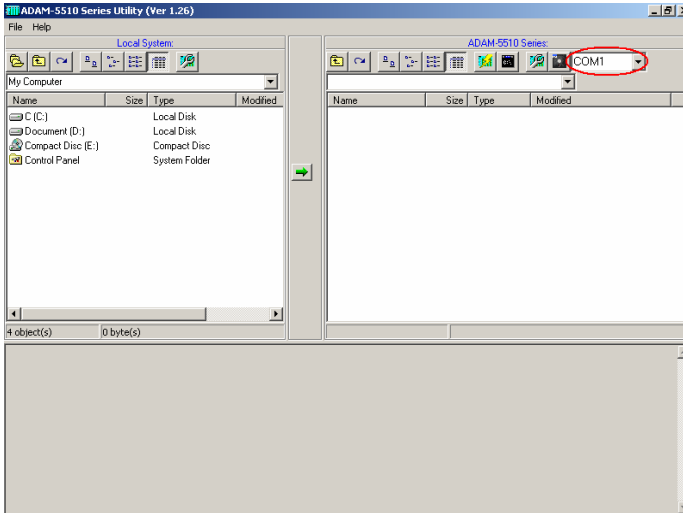 ADAM-5510 Series Utility (Ver 1.26)
File Help
Local System:
ADAM-5510 Series:
COM1
My Computer
Name Size Type Modified
Name Size Type Modified
C (C:) Local Disk
Document (D:) Local Disk
Compact Disc (E:) Compact Disc
Control Panel System Folder
4 object(s) 0 byte(s)